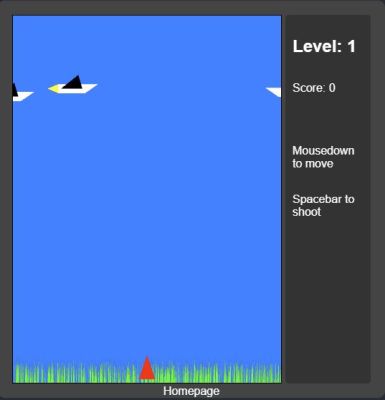 Level: 1
Score: 0
Mousedown
to move
Spacebar to
shoot
Homepage